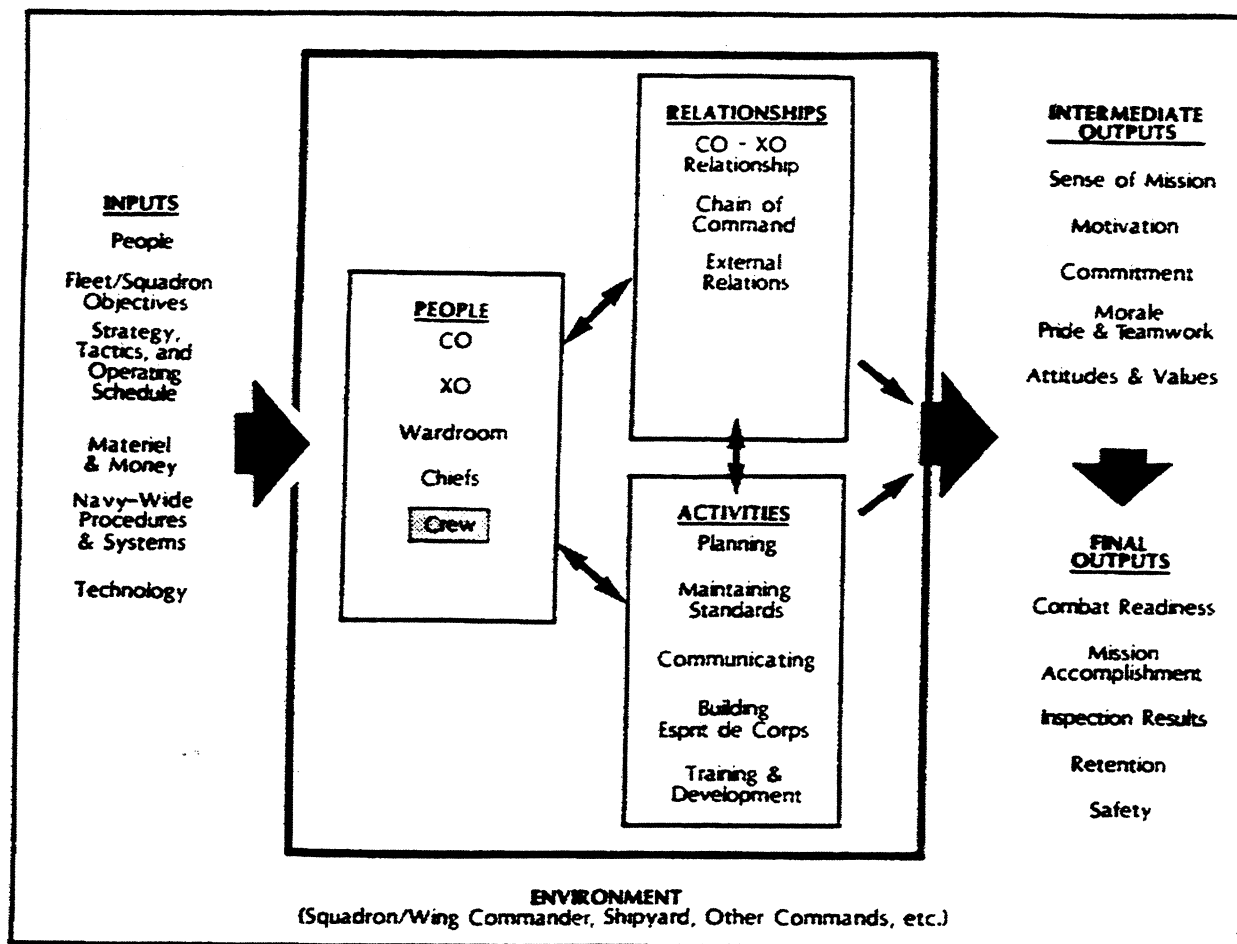 INPUTS
People
Fleet/Squadron
Objectives
Strategy,
Tactics, and
Operating
Schedule
Materiel
& Money
Navy-Wide
Procedures
& Systems
Technology
PEOPLE
CO
XO
Wardroom
Chiefs
Crew
RELATIONSHIPS
CO - XO
Relationship
Chain of
Command
External
Relations
ACTIVITIES
Planning
Maintaining
Standards
Communicating
Building
Esprit de Corps
Training &
Development
INTERMEDIATE
OUTPUTS
Sense of Mission
Motivation
Commitment
Morale
Pride & Teamwork
Attitudes & Values
FINAL
OUTPUTS
Combat Readiness
Mission
Accomplishment
Inspection Results
Retention
Safety
ENVIRONMENT
(Squadron/Wing Commander, Shipyard, Other Commands, etc.)